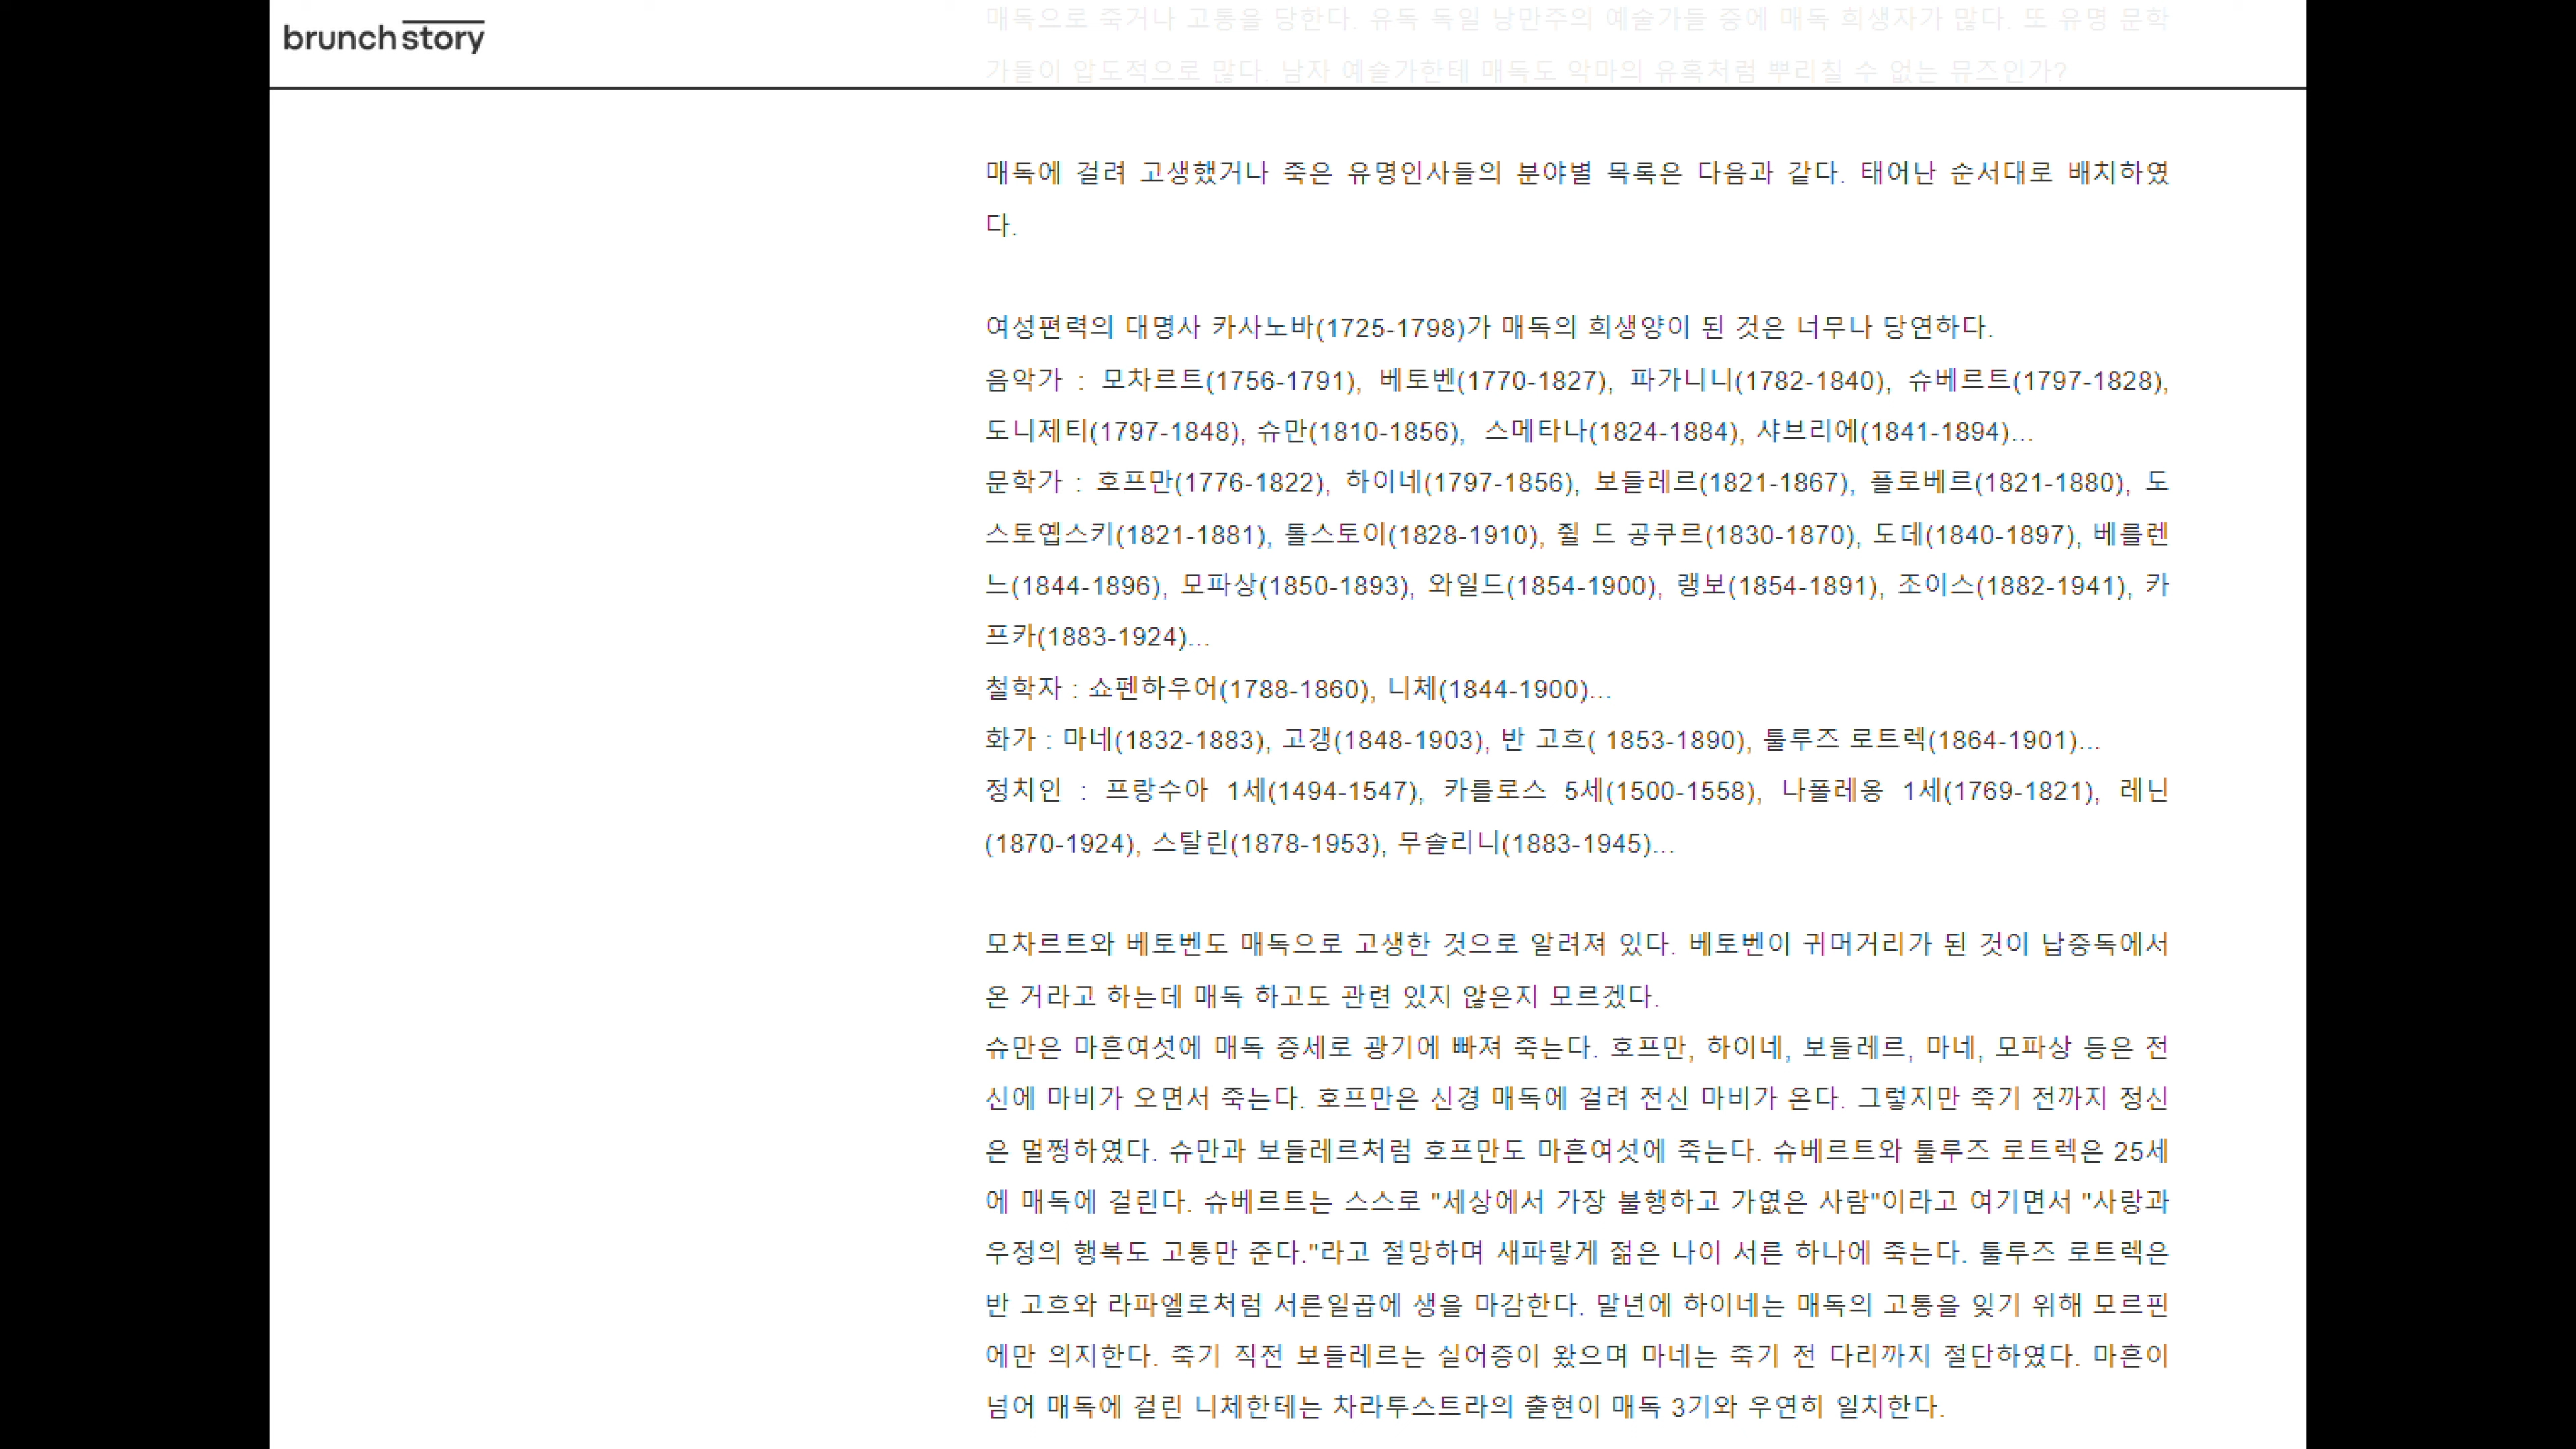 brunch story
매독으로 죽거나 고통을 당한다. 유독 독일 낭만주의 예술가들 중에 매독 희생자가 많다. 또 유명 문학
가들이 압도적으로 많다. 남자 예술가한테 매독도 악마의 유혹처럼 뿌리칠 수 없는 뮤즈인가?
매독에 걸려 고생했거나 죽은 유명인사들의 분야별 목록은 다음과 같다. 태어난 순서대로 배치하였
다.
여성편력의 대명사 카사노바(1725-1798)가 매독의 희생양이 된 것은 너무나 당연하다.
음악가 : 모차르트(1756-1791), 베토벤(1770-1827), 파가니니(1782-1840), 슈베르트(1797-1828),
도니제티(1797-1848), 슈만(1810-1856), 스메타나(1824-1884), 샤브리에(1841-1894)...
문학가 : 호프만(1776-1822), 하이네(1797-1856), 보들레르(1821-1867), 플로베르(1821-1880), 도
스토옙스키(1821-1881), 톨스토이(1828-1910), 쥘 드 공쿠르(1830-1870), 도데(1840-1897), 베를렌
느(1844-1896), 모파상(1850-1893), 와일드(1854-1900), 랭보(1854-1891), 조이스(1882-1941), 카
프카(1883-1924)...
철학자 : 쇼펜하우어(1788-1860), 니체(1844-1900)...
화가 : 마네(1832-1883), 고갱(1848-1903), 반 고흐( 1853-1890), 툴루즈 로트렉(1864-1901)...
정치인 : 프랑수아 1세(1494-1547), 카를로스 5세(1500-1558), 나폴레옹 1세(1769-1821), 레닌
(1870-1924), 스탈린(1878-1953), 무솔리니(1883-1945)...
모차르트와 베토벤도 매독으로 고생한 것으로 알려져 있다. 베토벤이 귀머거리가 된 것이 납중독에서
온 거라고 하는데 매독 하고도 관련 있지 않은지 모르겠다.
슈만은 마흔여섯에 매독 증세로 광기에 빠져 죽는다. 호프만, 하이네, 보들레르, 마네, 모파상 등은 전
신에 마비가 오면서 죽는다. 호프만은 신경 매독에 걸려 전신 마비가 온다. 그렇지만 죽기 전까지 정신
은 멀쩡하였다. 슈만과 보들레르처럼 호프만도 마흔여섯에 죽는다. 슈베르트와 툴루즈 로트렉은 25세
에 매독에 걸린다. 슈베르트는 스스로 "세상에서 가장 불행하고 가엾은 사람"이라고 여기면서 "사랑과
우정의 행복도 고통만 준다."라고 절망하며 새파랗게 젊은 나이 서른 하나에 죽는다. 툴루즈 로트렉은
반 고흐와 라파엘로처럼 서른일곱에 생을 마감한다. 말년에 하이네는 매독의 고통을 잊기 위해 모르핀
에만 의지한다. 죽기 직전 보들레르는 실어증이 왔으며 마네는 죽기 전 다리까지 절단하였다. 마흔이
넘어 매독에 걸린 니체한테는 차라투스트라의 출현이 매독 3기와 우연히 일치한다.